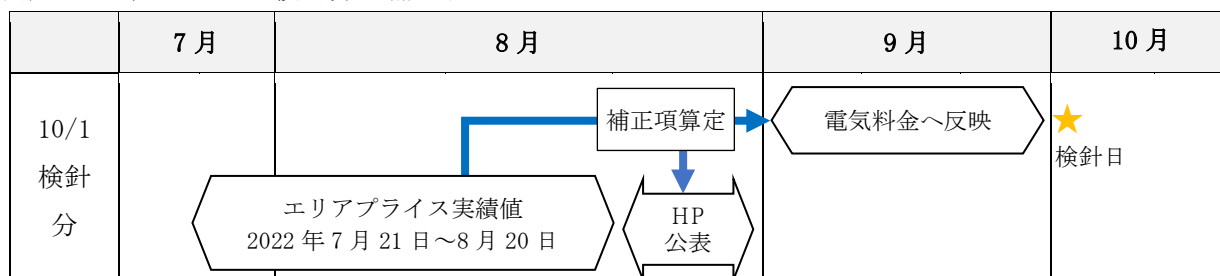 7月
8月
9月
10月
10/1
検針
分
補正項算定
電気料金へ反映
検針日
エリアプライス実績値
2022年7月21日～8月20日
HP
公表